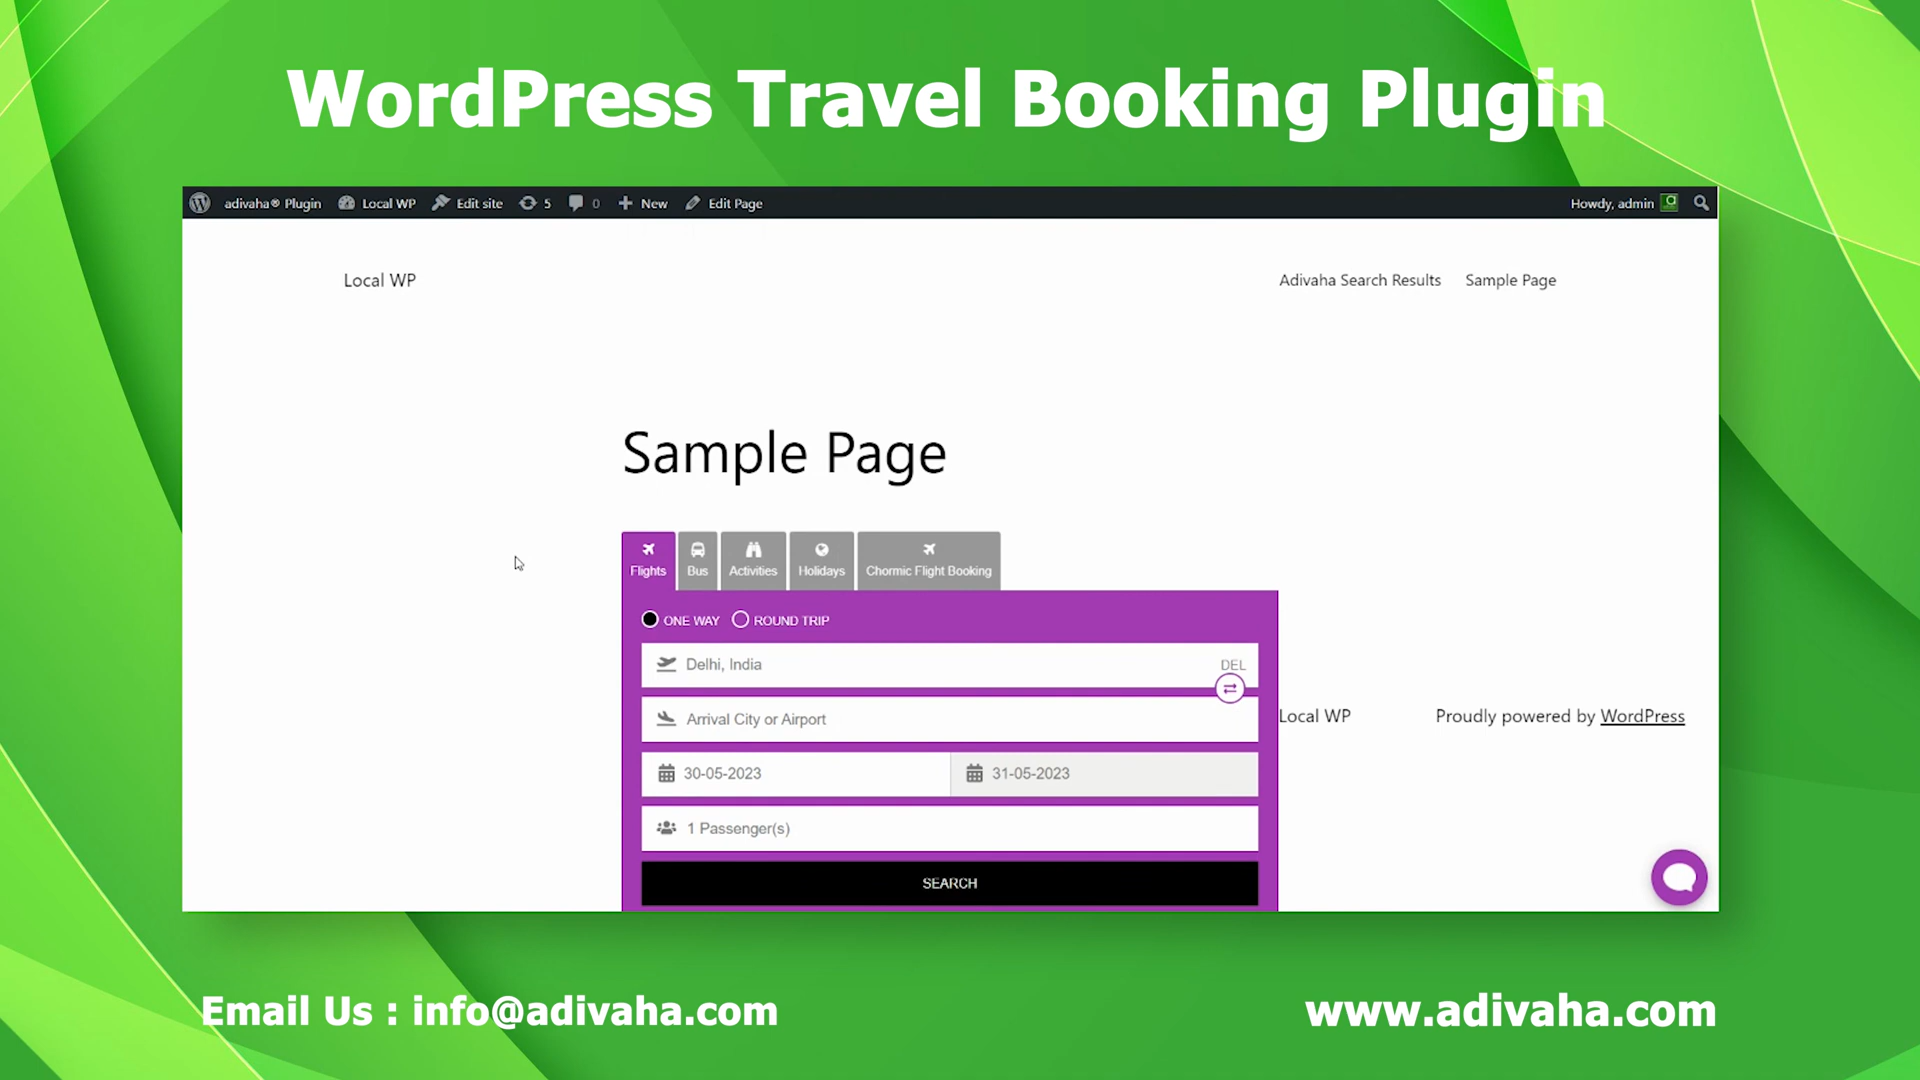 WordPress Travel Booking Plugin
adivaha® Plugin Local WP Edit site 5 0 New Edit Page Howdy, admin
Local WP Adivaha Search Results Sample Page
Sample Page
Flights Bus Activities Holidays Chormic Flight Booking
ONE WAY ROUND TRIP
Delhi, India DEL
Arrival City or Airport
Local WP Proudly powered by WordPress
30-05-2023 31-05-2023
1 Passenger(s)
SEARCH
Email Us : info@adivaha.com www.adivaha.com